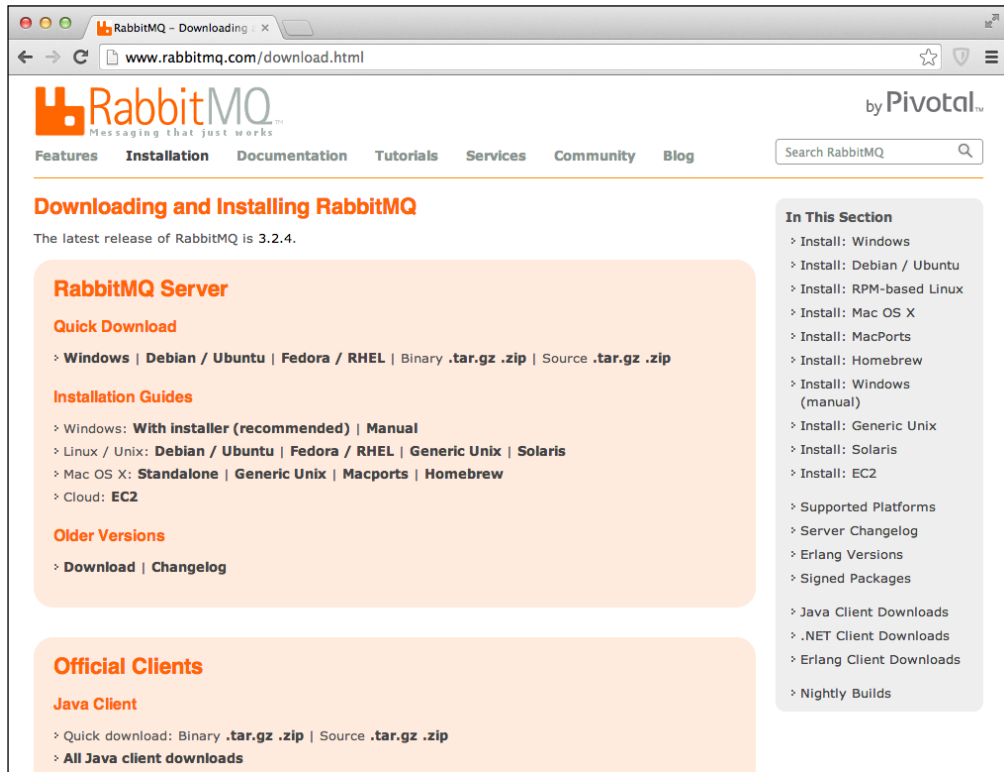 RabbitMQ – Downloading a
www.rabbitmq.com/download.html
RabbitMQ™
Messaging that just works
by Pivotal™
Features Installation Documentation Tutorials Services Community Blog
Search RabbitMQ
Downloading and Installing RabbitMQ
The latest release of RabbitMQ is 3.2.4.
RabbitMQ Server
Quick Download
Windows | Debian / Ubuntu | Fedora / RHEL | Binary .tar.gz .zip | Source .tar.gz .zip
Installation Guides
Windows: With installer (recommended) | Manual
Linux / Unix: Debian / Ubuntu | Fedora / RHEL | Generic Unix | Solaris
Mac OS X: Standalone | Generic Unix | Macports | Homebrew
Cloud: EC2
Older Versions
Download | Changelog
Official Clients
Java Client
Quick download: Binary .tar.gz .zip | Source .tar.gz .zip
All Java client downloads
In This Section
Install: Windows
Install: Debian / Ubuntu
Install: RPM-based Linux
Install: Mac OS X
Install: MacPorts
Install: Homebrew
Install: Windows
(manual)
Install: Generic Unix
Install: Solaris
Install: EC2
Supported Platforms
Server Changelog
Erlang Versions
Signed Packages
Java Client Downloads
.NET Client Downloads
Erlang Client Downloads
Nightly Builds